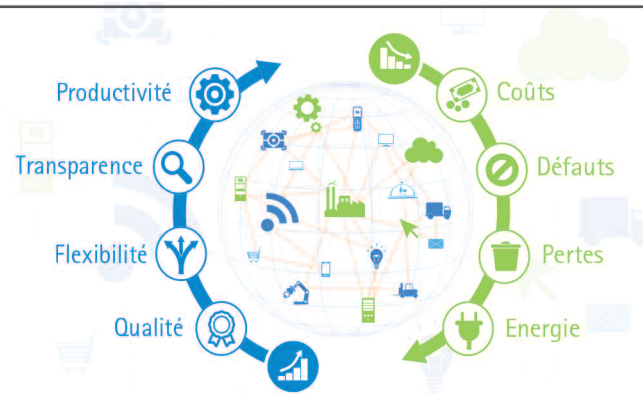 Productivité
Transparence
Flexibilité
Qualité
Coûts
Défauts
Pertes
Energie